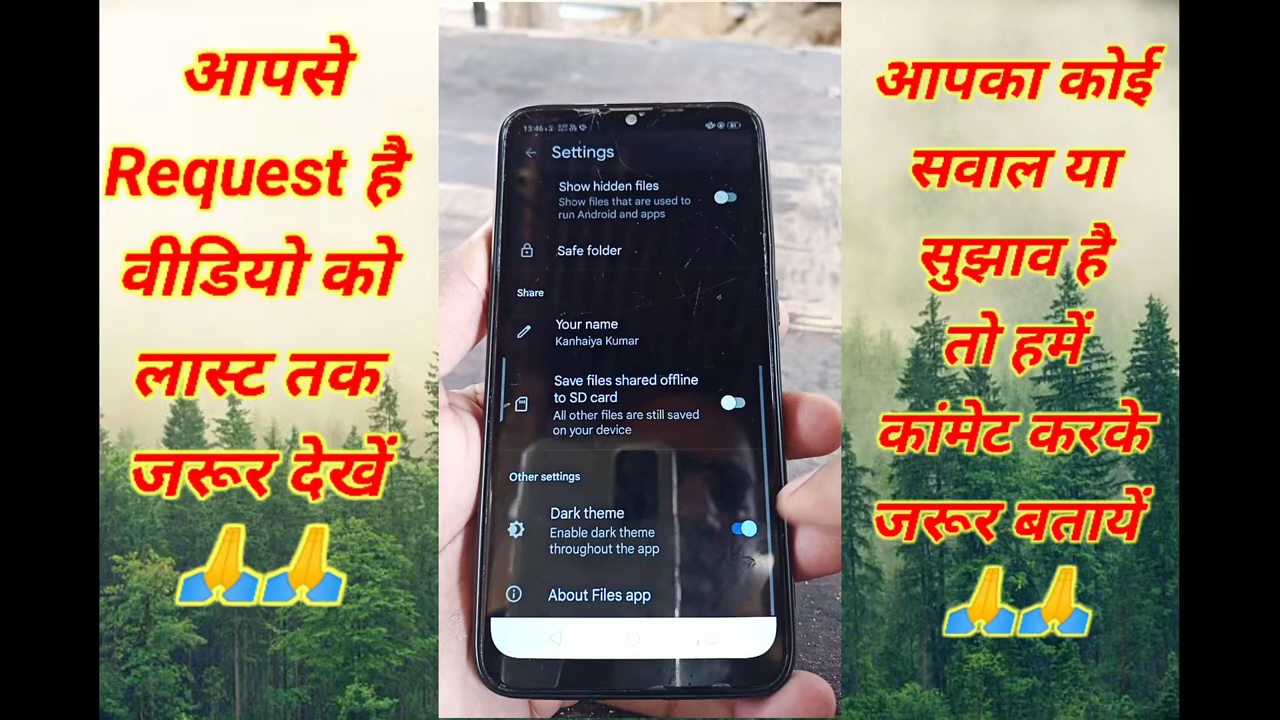 आपसे
Request है
वीडियो को
लास्ट तक
जरूर देखें
🙏🙏
13:46
Settings
Show hidden files
Show files that are used to
run Android and apps
Safe folder
Share
Your name
Kanhaiya Kumar
Save files shared offline
to SD card
All other files are still saved
on your device
Other settings
Dark theme
Enable dark theme
throughout the app
About Files app
आपका कोई
सवाल या
सुझाव है
तो हमें
कांमेट करके
जरूर बतायें
🙏🙏